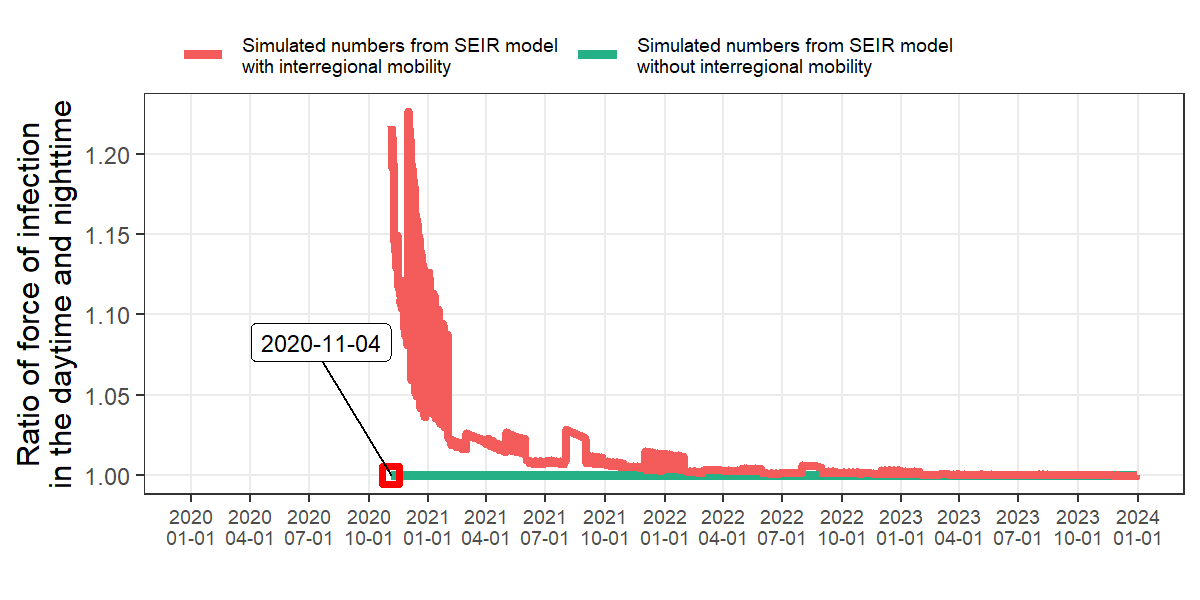 Simulated numbers from SEIR model
with interregional mobility
Simulated numbers from SEIR model
without interregional mobility
Ratio of force of infection
in the daytime and nighttime
1.20
1.15
1.10
1.05
1.00
2020-11-04
2020 2020 2020 2020 2021 2021 2021 2021 2022 2022 2022 2022 2023 2023 2023 2023 2024
01-01 04-01 07-01 10-01 01-01 04-01 07-01 10-01 01-01 04-01 07-01 10-01 01-01 04-01 07-01 10-01 01-01